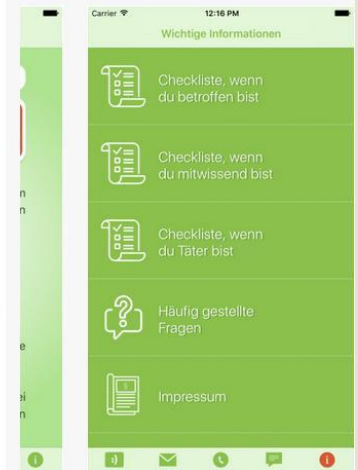 Carrier 12:16 PM
Wichtige Informationen
Checkliste, wenn
du betroffen bist
Checkliste, wenn
du mitwissend bist
Checkliste, wenn
du Täter bist
Häufig gestellte
Fragen
Impressum
n
n
e
ei
n